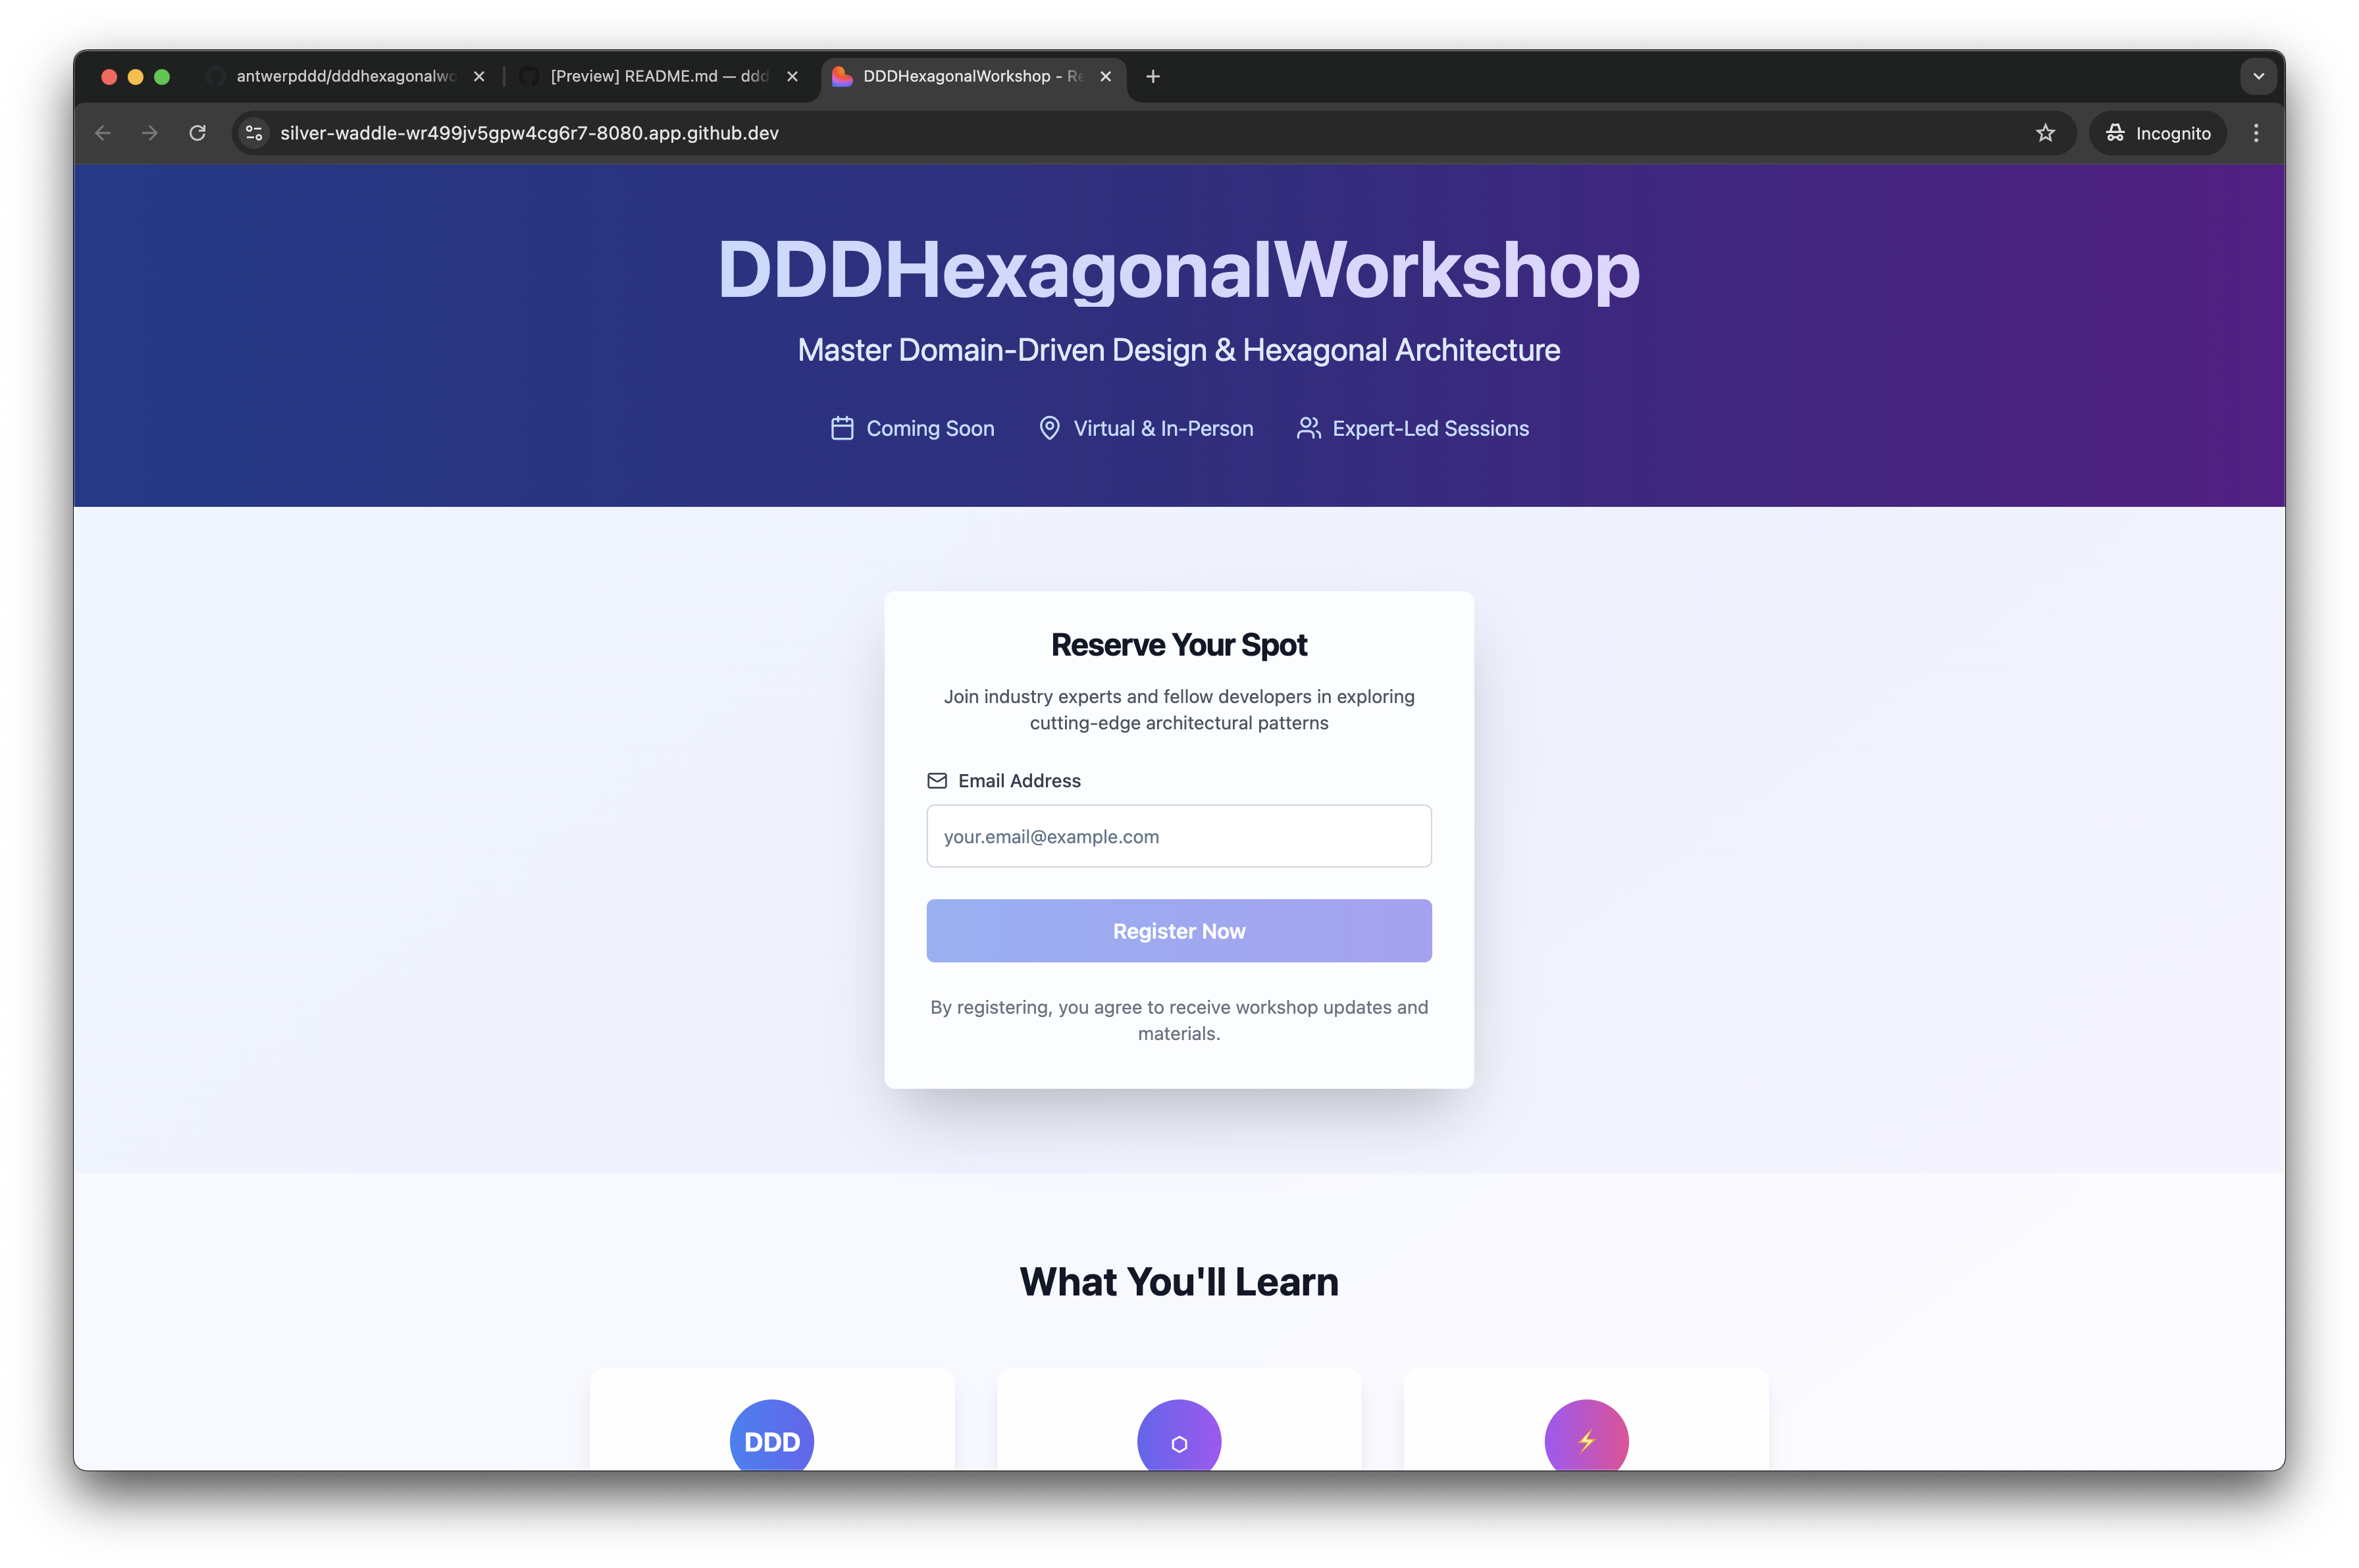 antwerpddd/dddhexagonalwo
[Preview] README.md — ddd
DDDHexagonalWorkshop - Re
silver-waddle-wr499jv5gpw4cg6r7-8080.app.github.dev
Incognito
DDDHexagonalWorkshop
Master Domain-Driven Design & Hexagonal Architecture
Coming Soon
Virtual & In-Person
Expert-Led Sessions
Reserve Your Spot
Join industry experts and fellow developers in exploring
cutting-edge architectural patterns
Email Address
your.email@example.com
Register Now
By registering, you agree to receive workshop updates and
materials.
What You'll Learn
DDD